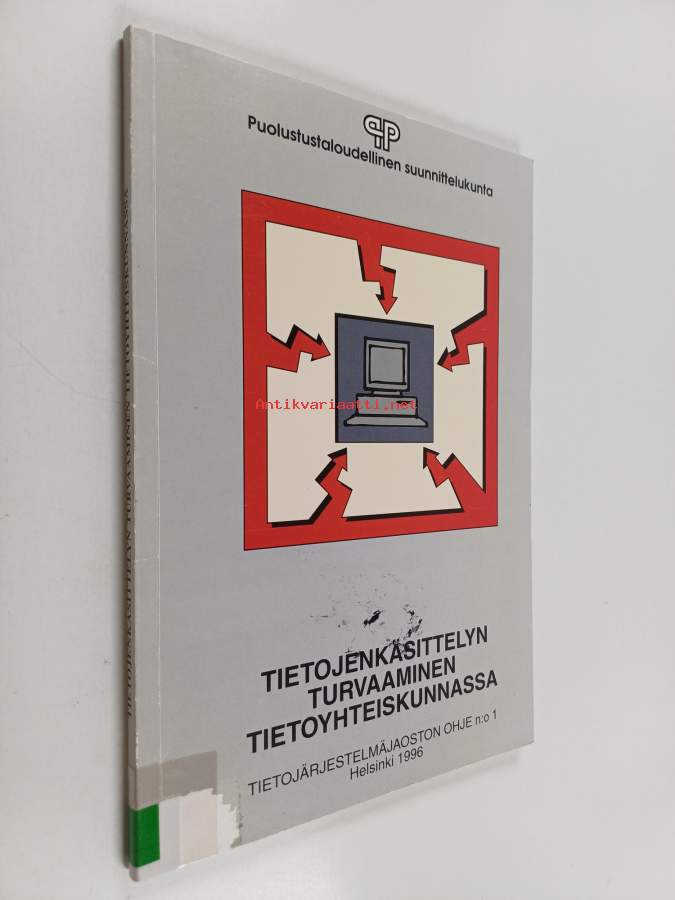 Puolustustaloudellinen suunnittelukunta
Antikvariaatti.net
TIETOJENKÄSITTELYN
TURVAAMINEN
TIETOYHTEISKUNNASSA
TIETOJÄRJESTELMÄJAOSTON OHJE n:o 1
Helsinki 1996
TIETOJENKÄSITTELYN TURVAAMINEN TIETOYHTEISKUNNASSA